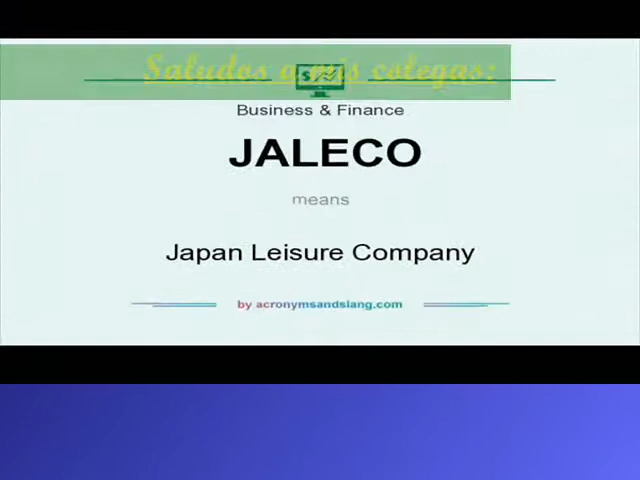 Saludos a mis colegas:
Business & Finance
JALECO
means
Japan Leisure Company
by acronymsandslang.com